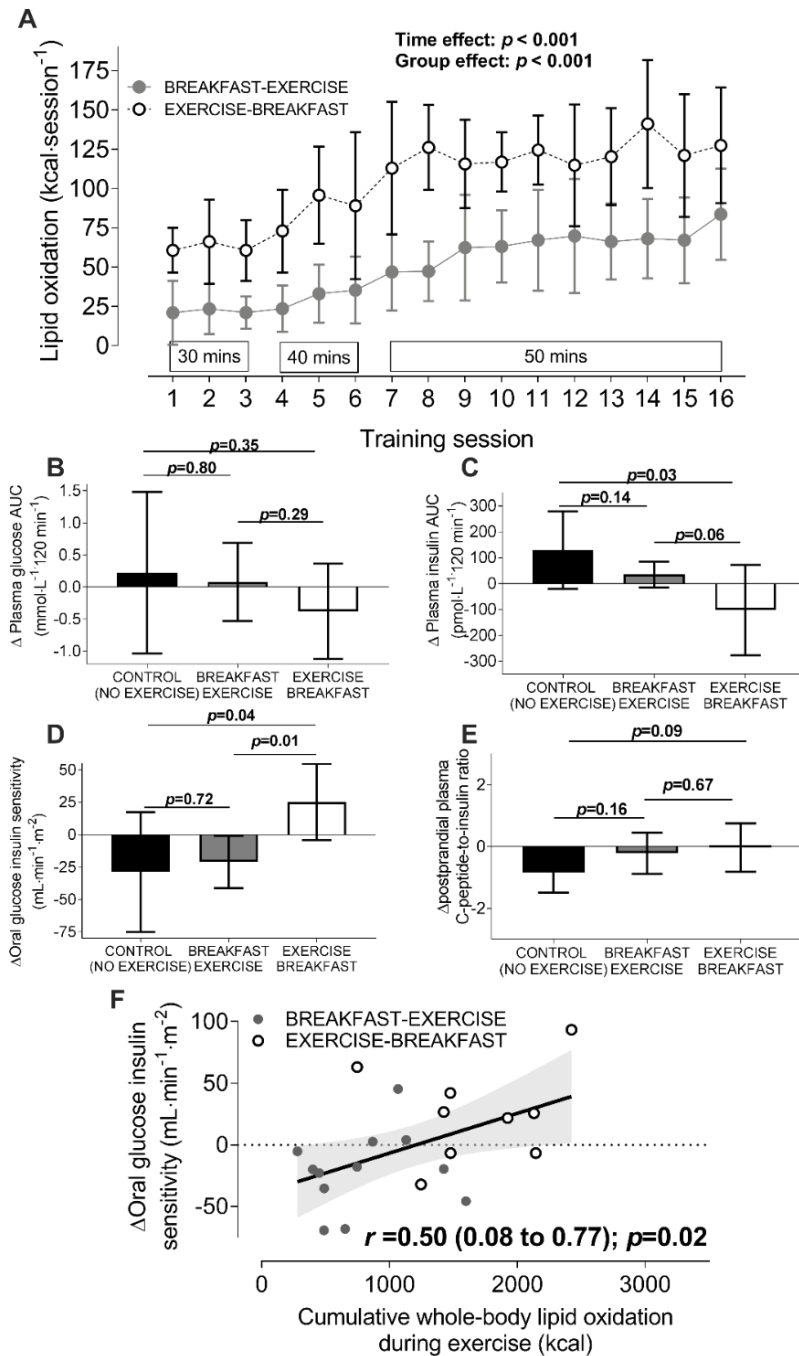 A
Time effect: p < 0.001
Group effect: p < 0.001
BREAKFAST-EXERCISE
EXERCISE-BREAKFAST
Lipid oxidation (kcal·session⁻¹)
175
150
125
100
75
50
25
0
30 mins
40 mins
50 mins
1 2 3 4 5 6 7 8 9 10 11 12 13 14 15 16
Training session
B
p=0.35
p=0.80
p=0.29
Δ Plasma glucose AUC
(mmol·L⁻¹·120 min⁻¹)
1.5
1.0
0.5
0.0
-0.5
-1.0
CONTROL BREAKFAST EXERCISE
(NO EXERCISE) EXERCISE BREAKFAST
C
p=0.03
p=0.14
p=0.06
Δ Plasma insulin AUC
(pmol·L⁻¹·120 min⁻¹)
300
200
100
0
-100
-200
-300
CONTROL BREAKFAST EXERCISE
(NO EXERCISE) EXERCISE BREAKFAST
D
p=0.04
p=0.01
p=0.72
ΔOral glucose insulin sensitivity
(mL·min⁻¹·m⁻²)
50
25
0
-25
-50
-75
CONTROL BREAKFAST EXERCISE
(NO EXERCISE) EXERCISE BREAKFAST
E
p=0.09
p=0.67
p=0.16
Δpostprandial plasma
C-peptide-to-insulin ratio
2
0
-2
CONTROL BREAKFAST EXERCISE
(NO EXERCISE) EXERCISE BREAKFAST
F
BREAKFAST-EXERCISE
EXERCISE-BREAKFAST
ΔOral glucose insulin
sensitivity (mL·min⁻¹·m⁻²)
100
50
0
-50
r =0.50 (0.08 to 0.77); p=0.02
0 1000 2000 3000
Cumulative whole-body lipid oxidation
during exercise (kcal)